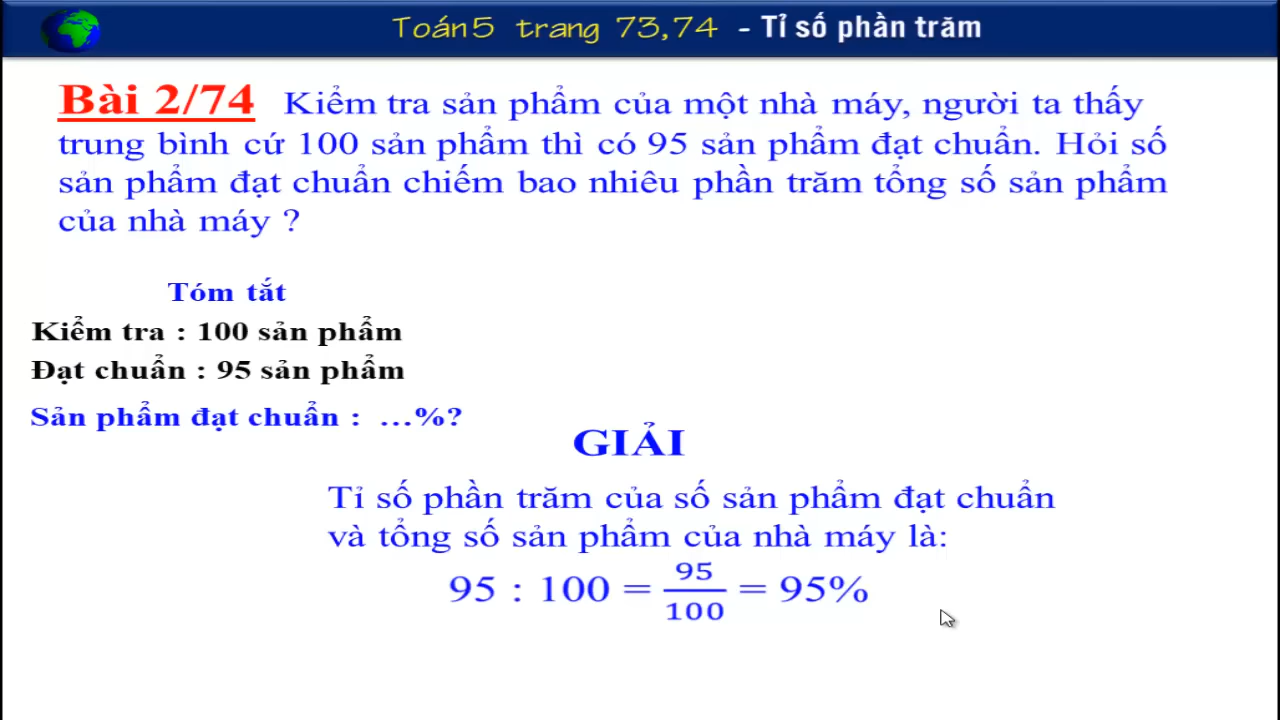 Toán5 trang 73,74 - Tỉ số phần trăm
Bài 2/74 Kiểm tra sản phẩm của một nhà máy, người ta thấy
trung bình cứ 100 sản phẩm thì có 95 sản phẩm đạt chuẩn. Hỏi số
sản phẩm đạt chuẩn chiếm bao nhiêu phần trăm tổng số sản phẩm
của nhà máy ?
Tóm tắt
Kiểm tra : 100 sản phẩm
Đạt chuẩn : 95 sản phẩm
Sản phẩm đạt chuẩn : ...%?
GIẢI
Tỉ số phần trăm của số sản phẩm đạt chuẩn
và tổng số sản phẩm của nhà máy là:
95 : 100 = 95/100 = 95%